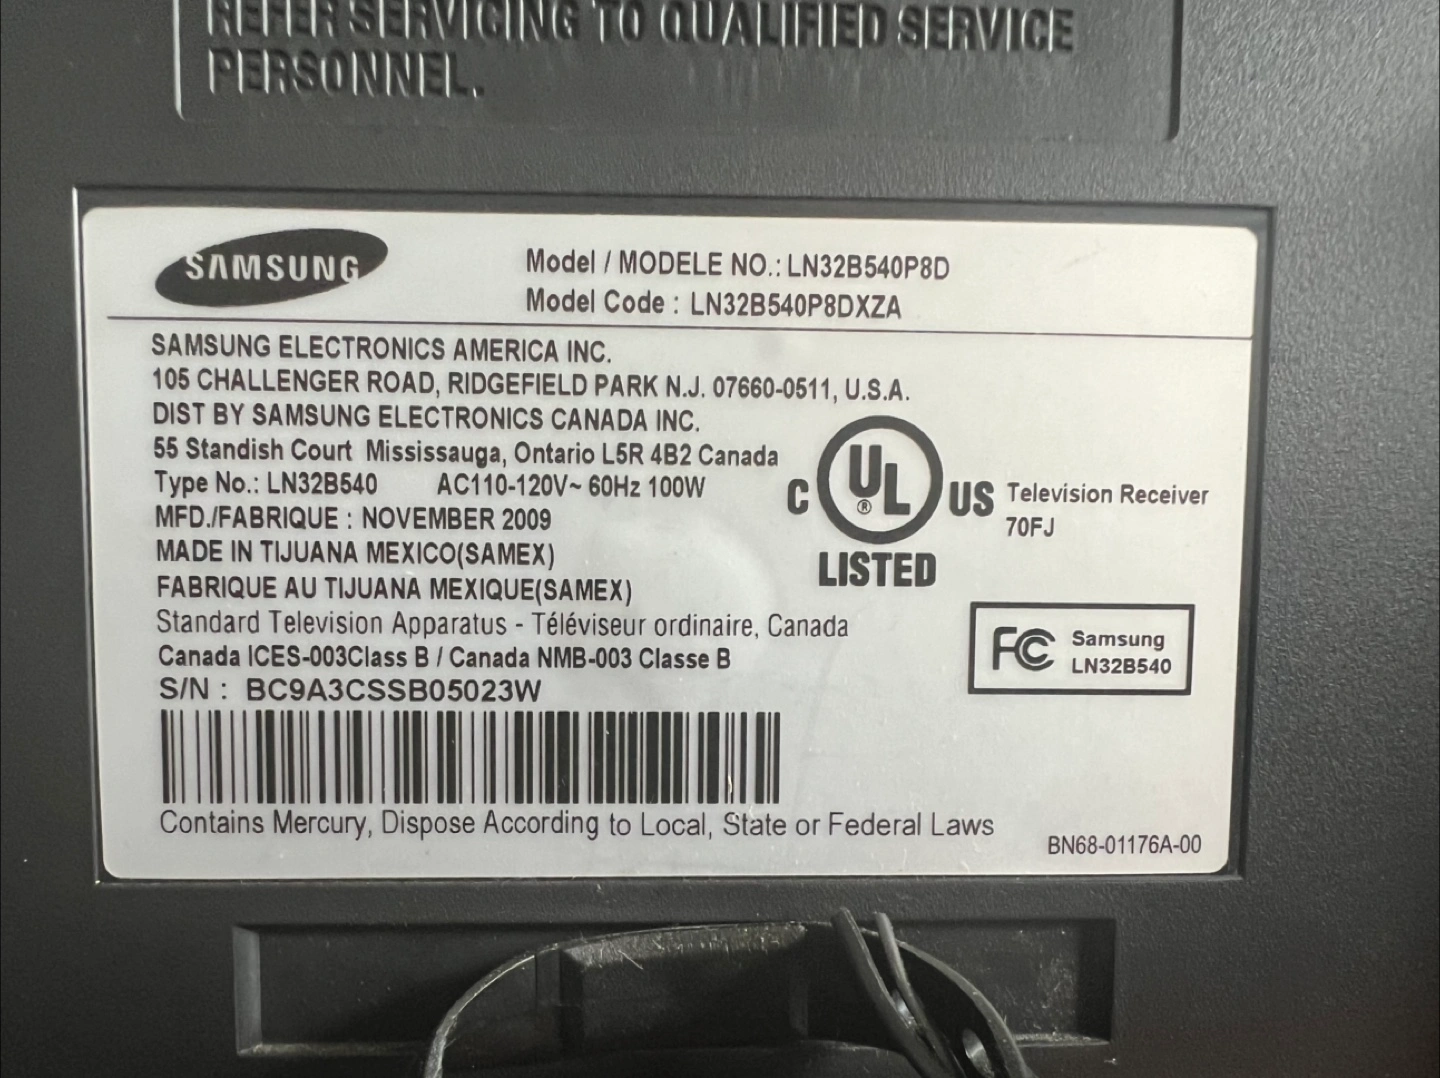 REFER SERVICING TO QUALIFIED SERVICE
PERSONNEL.
SAMSUNG
Model / MODELE NO.: LN32B540P8D
Model Code : LN32B540P8DXZA
SAMSUNG ELECTRONICS AMERICA INC.
105 CHALLENGER ROAD, RIDGEFIELD PARK N.J. 07660-0511, U.S.A.
DIST BY SAMSUNG ELECTRONICS CANADA INC.
55 Standish Court Mississauga, Ontario L5R 4B2 Canada
Type No.: LN32B540 AC110-120V~ 60Hz 100W
MFD./FABRIQUE : NOVEMBER 2009
MADE IN TIJUANA MEXICO(SAMEX)
FABRIQUE AU TIJUANA MEXIQUE(SAMEX)
Standard Television Apparatus - Téléviseur ordinaire, Canada
Canada ICES-003Class B / Canada NMB-003 Classe B
S/N : BC9A3CSSB05023W
C UL ® US
LISTED
Television Receiver
70FJ
FC Samsung
LN32B540
Contains Mercury, Dispose According to Local, State or Federal Laws
BN68-01176A-00